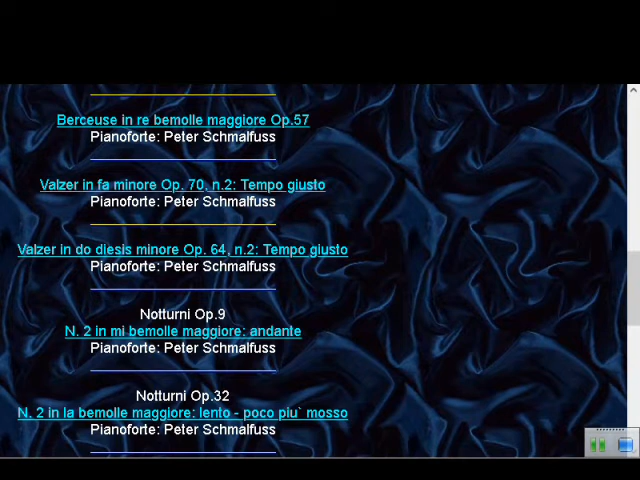 Berceuse in re bemolle maggiore Op.57
Pianoforte: Peter Schmalfuss
Valzer in fa minore Op. 70, n.2: Tempo giusto
Pianoforte: Peter Schmalfuss
Valzer in do diesis minore Op. 64, n.2: Tempo giusto
Pianoforte: Peter Schmalfuss
Notturni Op.9
N. 2 in mi bemolle maggiore: andante
Pianoforte: Peter Schmalfuss
Notturni Op.32
N. 2 in la bemolle maggiore: lento - poco piu` mosso
Pianoforte: Peter Schmalfuss